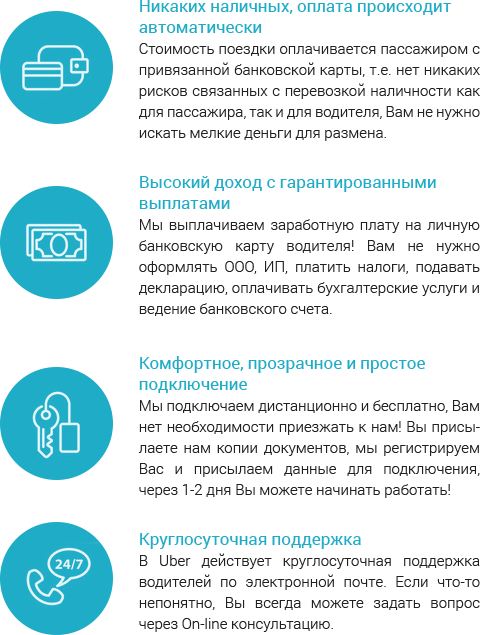 Никаких наличных, оплата происходит
автоматически
Стоимость поездки оплачивается пассажиром с
привязанной банковской карты, т.е. нет никаких
рисков связанных с перевозкой наличности как
для пассажира, так и для водителя, Вам не нужно
искать мелкие деньги для размена.
Высокий доход с гарантированными
выплатами
Мы выплачиваем заработную плату на личную
банковскую карту водителя! Вам не нужно
оформлять ООО, ИП, платить налоги, подавать
декларацию, оплачивать бухгалтерские услуги и
ведение банковского счета.
Комфортное, прозрачное и простое
подключение
Мы подключаем дистанционно и бесплатно, Вам
нет необходимости приезжать к нам! Вы присы-
лаете нам копии документов, мы регистрируем
Вас и присылаем данные для подключения,
через 1-2 дня Вы можете начинать работать!
24/7
Круглосуточная поддержка
В Uber действует круглосуточная поддержка
водителей по электронной почте. Если что-то
непонятно, Вы всегда можете задать вопрос
через On-line консультацию.